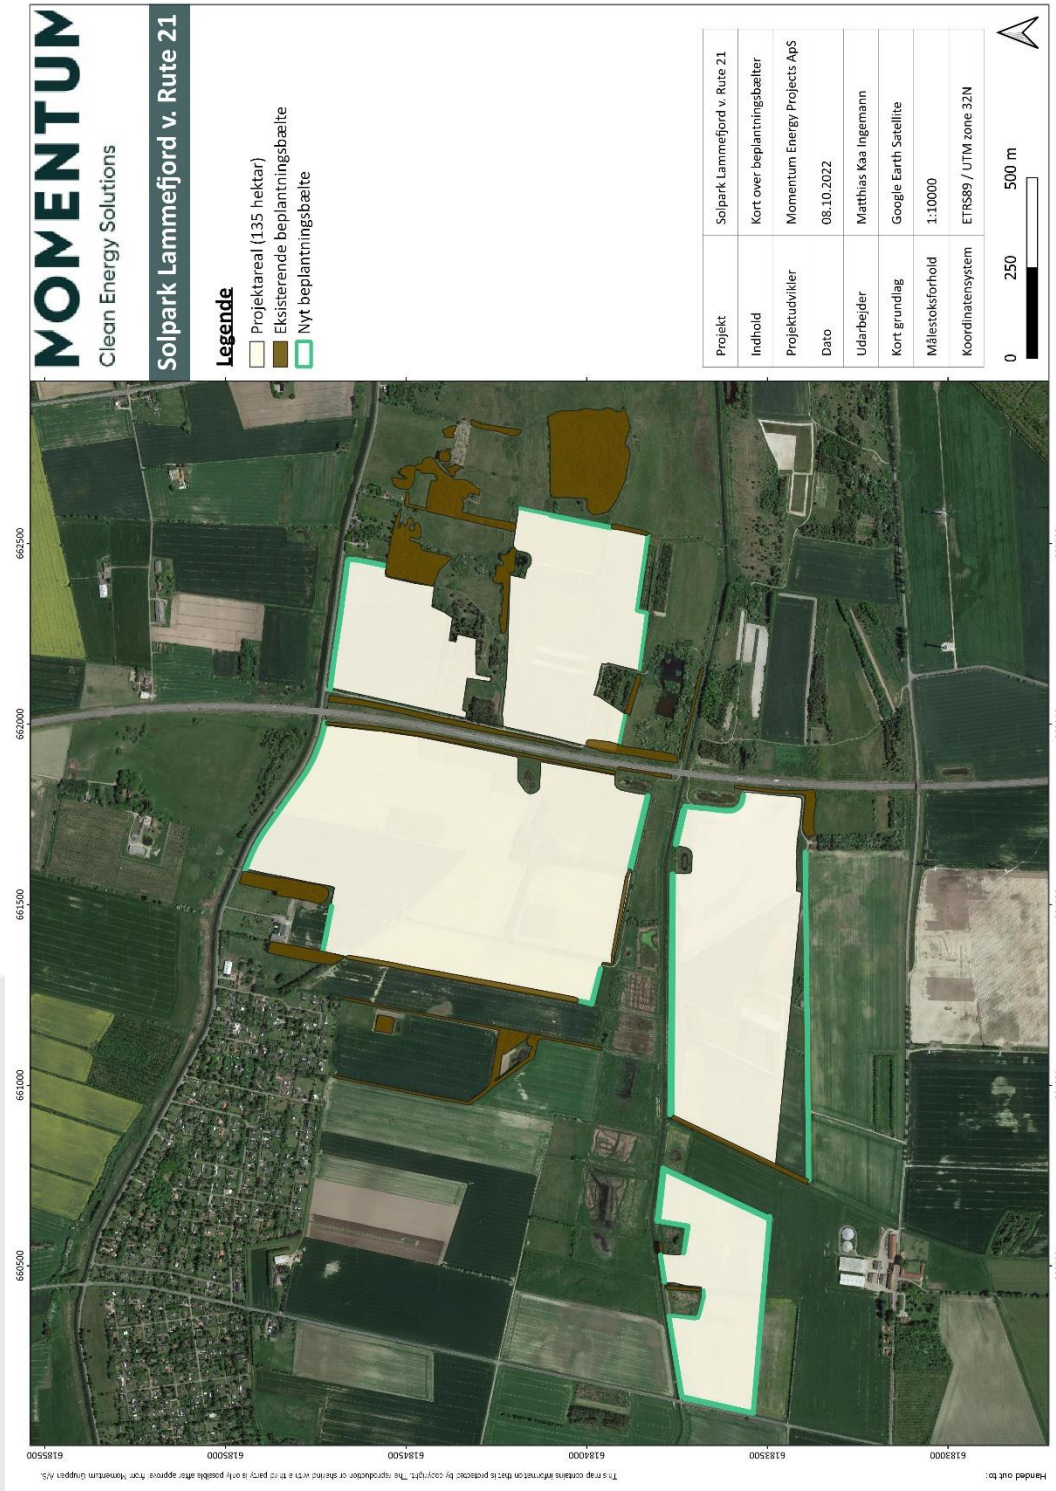 MOMENTUM
Clean Energy Solutions
Solpark Lammefjord v. Rute 21
Legende
Projektareal (135 hektar)
Eksisterende beplantningsbælte
Nyt beplantningsbælte
Projekt Solpark Lammefjord v. Rute 21
Indhold Kort over beplantningsbælter
Projektudvikler Momentum Energy Projects ApS
Dato 08.10.2022
Udarbejder Matthias Kaa Ingemann
Kort grundlag Google Earth Satellite
Målestoksforhold 1:10000
Koordinatensystem ETRS89 / UTM zone 32N
0 250 500 m
660500 661000 661500 662000 662500
6185500
6185000
6184500
6184000
6183500
6183000
This map contains information that is protected by copyright. The reproduction or sharing with a third party is only possible after approval from Momentum Gruppen A/S.
Handed out to: